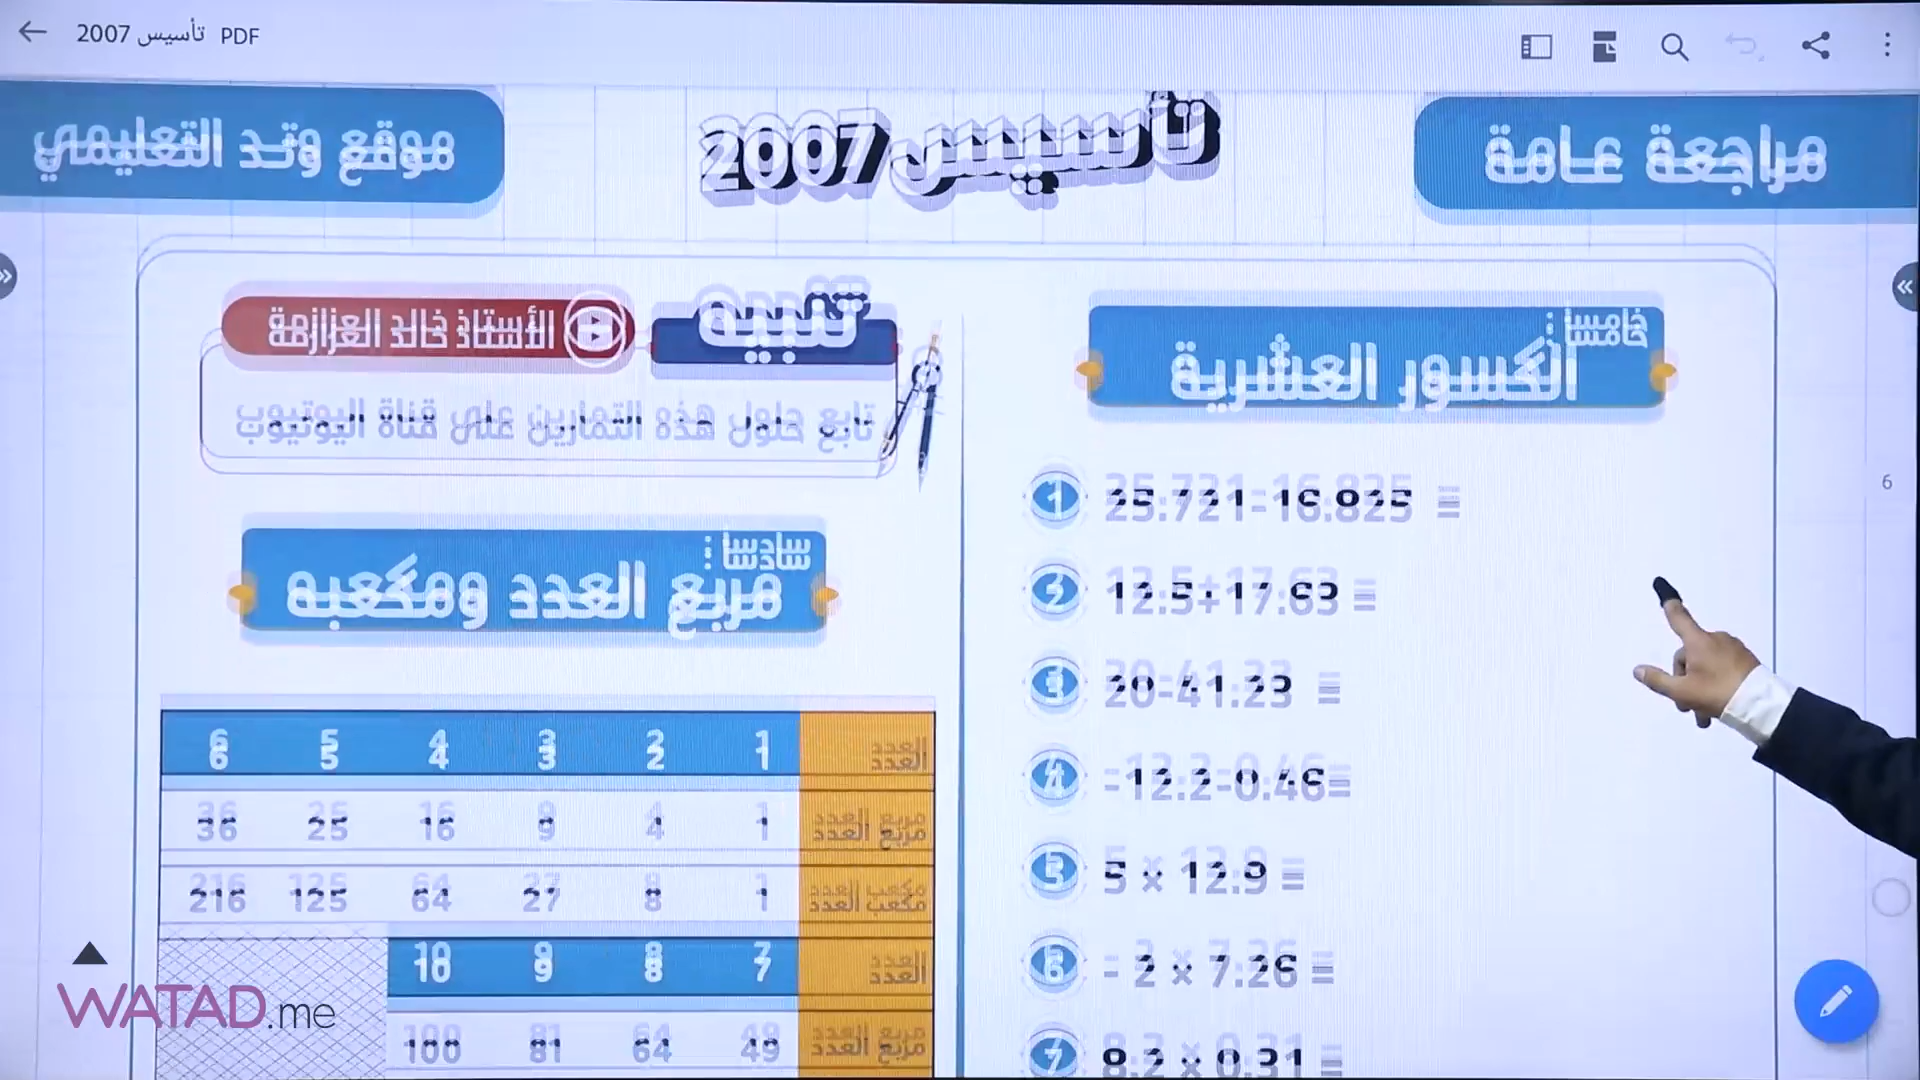 تأسيس 2007 PDF
مراجعة عامة
تأسيس 2007
موقع وتد التعليمي
6
خامساً:
الكسور العشرية
1 25.721-16.825 =
2 12.5+17.63 =
3 20-41.23 =
4 -12.2-0.46=
5 5 × 12.9 =
6 - 2 × 7.26 =
7 8.2 × 0.31 =
تنبيه
الأستاذ خالد العزازمة
تابع حلول هذه التمارين على قناة اليوتيوب
سادساً:
مربع العدد ومكعبه
العدد 1 2 3 4 5 6
مربع العدد 1 4 9 16 25 36
مكعب العدد 1 8 27 64 125 216
العدد 7 8 9 10
مربع العدد 49 64 81 100
WATAD.me